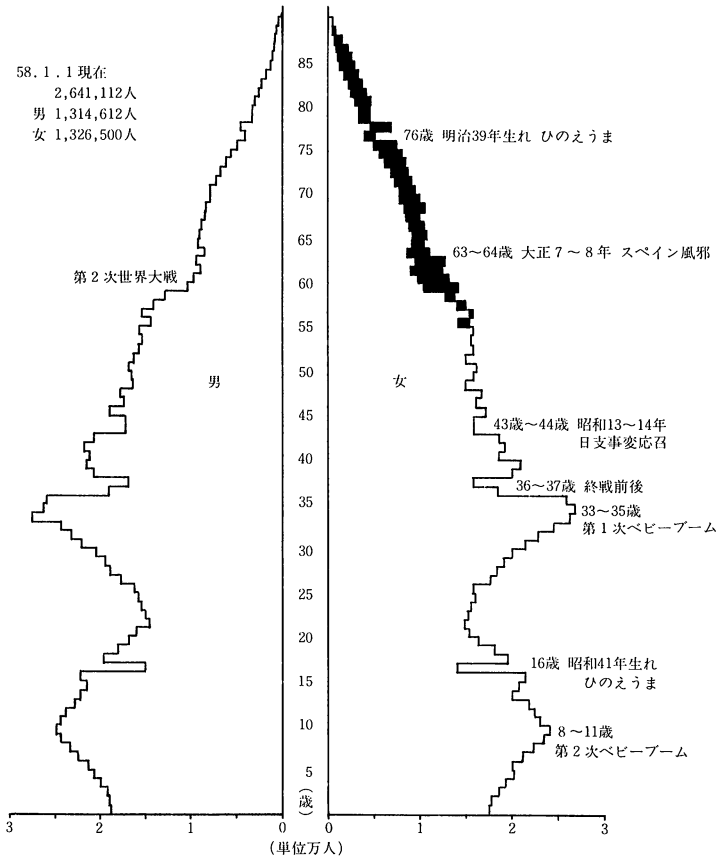 58.1.1現在
2,641,112人
男 1,314,612人
女 1,326,500人
85
80
76歳 明治39年生れ ひのえうま
75
70
65
63～64歳 大正7～8年 スペイン風邪
第2次世界大戦
60
55
50
男
女
45
43歳～44歳 昭和13～14年
日支事変応召
40
36～37歳 終戦前後
35
33～35歳
第1次ベビーブーム
30
25
20
16歳 昭和41年生れ
ひのえうま
15
10
8～11歳
第2次ベビーブーム
5
(歳)
3 2 1 0 0 1 2 3
(単位万人)